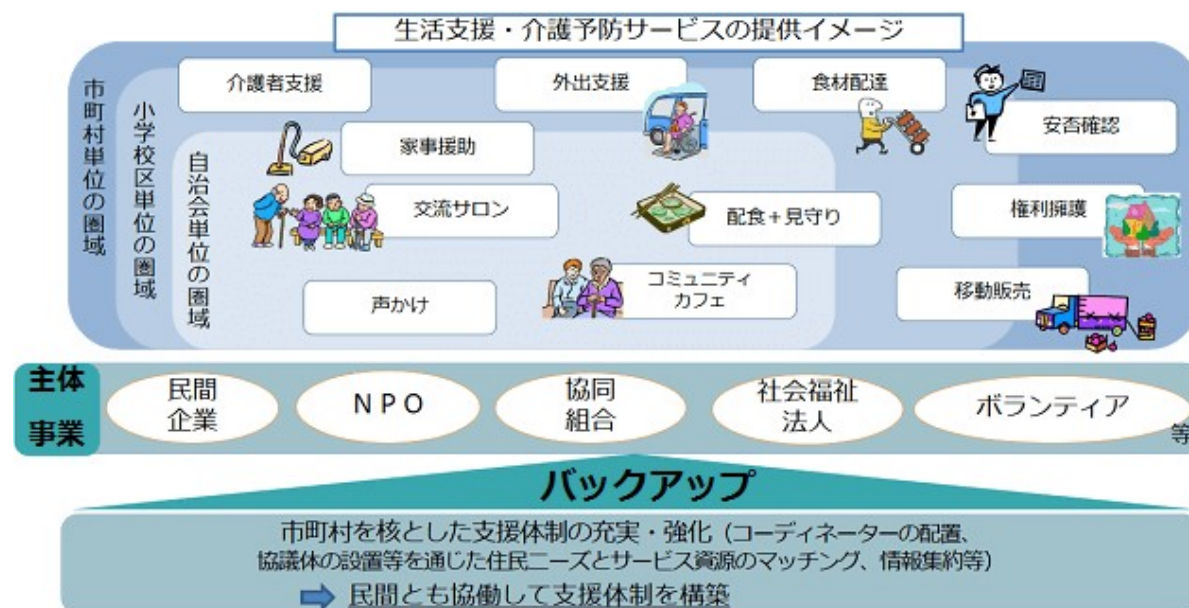 生活支援・介護予防サービスの提供イメージ
市町村単位の圏域
小学校区単位の圏域
自治会単位の圏域
介護者支援
外出支援
食材配達
安否確認
家事援助
交流サロン
配食＋見守り
権利擁護
声かけ
コミュニティ
カフェ
移動販売
主体
事業
民間
企業
ＮＰＯ
協同
組合
社会福祉
法人
ボランティア
等
バックアップ
市町村を核とした支援体制の充実・強化（コーディネーターの配置、
協議体の設置等を通じた住民ニーズとサービス資源のマッチング、情報集約等）
民間とも協働して支援体制を構築